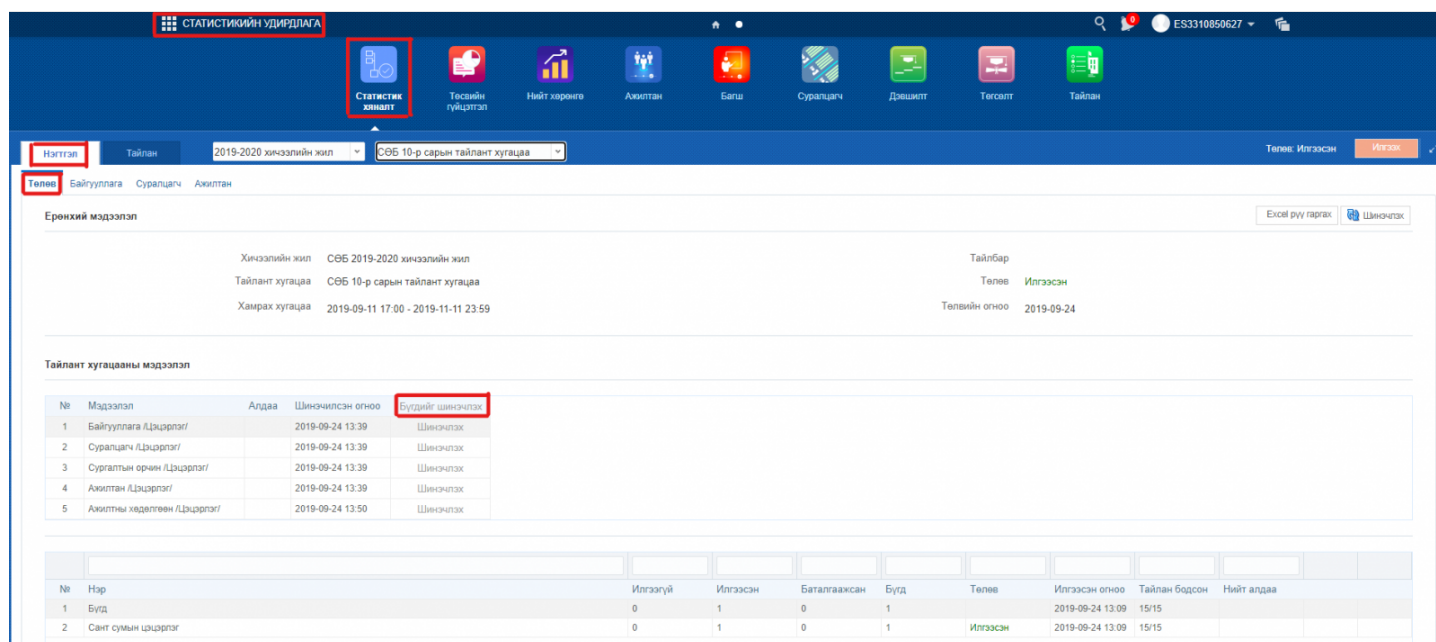 СТАТИСТИКИЙН УДИРДЛАГА
0
ES3310850627
Статистик хяналт
Төсвийн гүйцэтгэл
Нийт хөрөнгө
Ажилтан
Багш
Суралцагч
Дэвшилт
Төгсөлт
Тайлан
Нэгтгэл
Тайлан
2019-2020 хичээлийн жил
СӨБ 10-р сарын тайлант хугацаа
Төлөв: Илгээсэн
Илгээх
Төлөв Байгууллага Суралцагч Ажилтан
Ерөнхий мэдээлэл
Excel рүү гаргах
Шинэчлэх
Хичээлийн жил СӨБ 2019-2020 хичээлийн жил Тайлбар
Тайлант хугацаа СӨБ 10-р сарын тайлант хугацаа Төлөв Илгээсэн
Хамрах хугацаа 2019-09-11 17:00 - 2019-11-11 23:59 Төлвийн огноо 2019-09-24
Тайлант хугацааны мэдээлэл
№ Мэдээлэл Алдаа Шинэчилсэн огноо Бүгдийг шинэчлэх
1 Байгууллага /Цэцэрлэг/ 2019-09-24 13:39 Шинэчлэх
2 Суралцагч /Цэцэрлэг/ 2019-09-24 13:39 Шинэчлэх
3 Сургалтын орчин /Цэцэрлэг/ 2019-09-24 13:39 Шинэчлэх
4 Ажилтан /Цэцэрлэг/ 2019-09-24 13:39 Шинэчлэх
5 Ажилтны хөдөлгөөн /Цэцэрлэг/ 2019-09-24 13:50 Шинэчлэх
№ Нэр Илгээгүй Илгээсэн Баталгаажсан Бүгд Төлөв Илгээсэн огноо Тайлан бодсон Нийт алдаа
1 Бүгд 0 1 0 1 2019-09-24 13:09 15/15
2 Сант сумын цэцэрлэг 0 1 0 1 Илгээсэн 2019-09-24 13:09 15/15